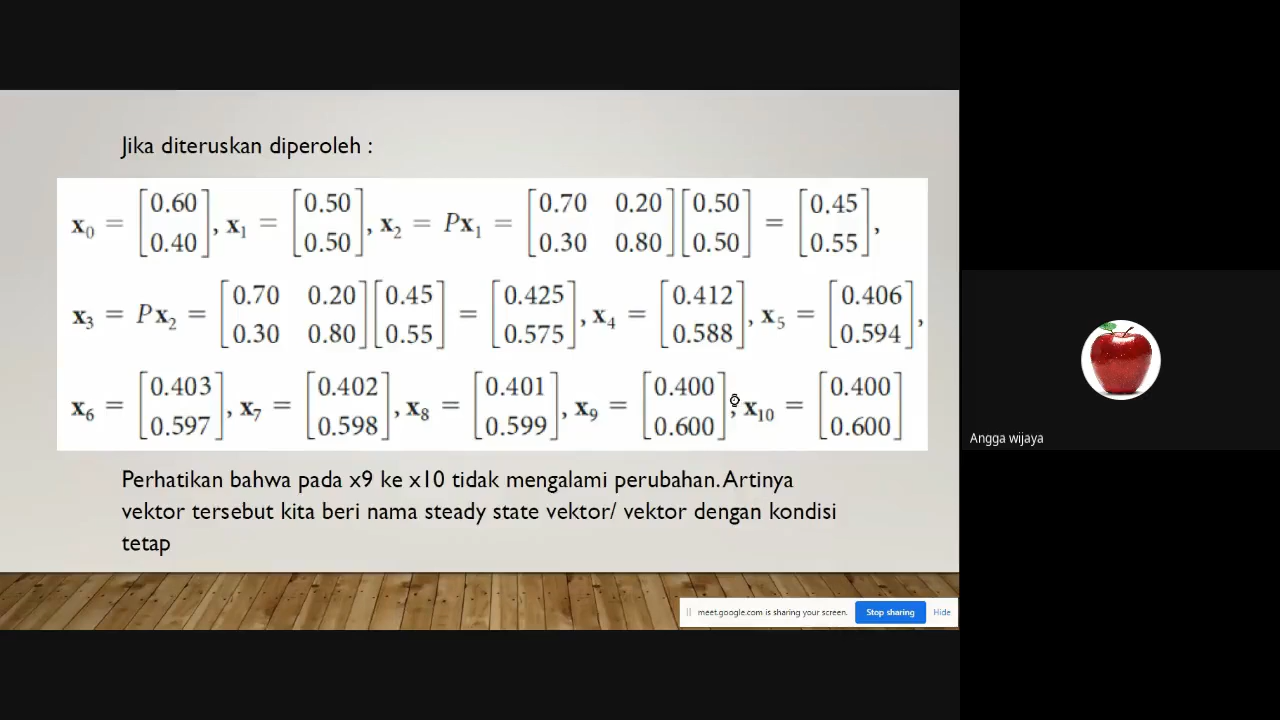 Jika diteruskan diperoleh :
x₀ = [0.60 0.40], x₁ = [0.50 0.50], x₂ = Px₁ = [0.70 0.20 0.30 0.80][0.50 0.50] = [0.45 0.55],
x₃ = Px₂ = [0.70 0.20 0.30 0.80][0.45 0.55] = [0.425 0.575], x₄ = [0.412 0.588], x₅ = [0.406 0.594],
x₆ = [0.403 0.597], x₇ = [0.402 0.598], x₈ = [0.401 0.599], x₉ = [0.400 0.600], x₁₀ = [0.400 0.600]
Perhatikan bahwa pada x9 ke x10 tidak mengalami perubahan. Artinya
vektor tersebut kita beri nama steady state vektor/ vektor dengan kondisi
tetap
meet.google.com is sharing your screen. Stop sharing Hide
Angga wijaya